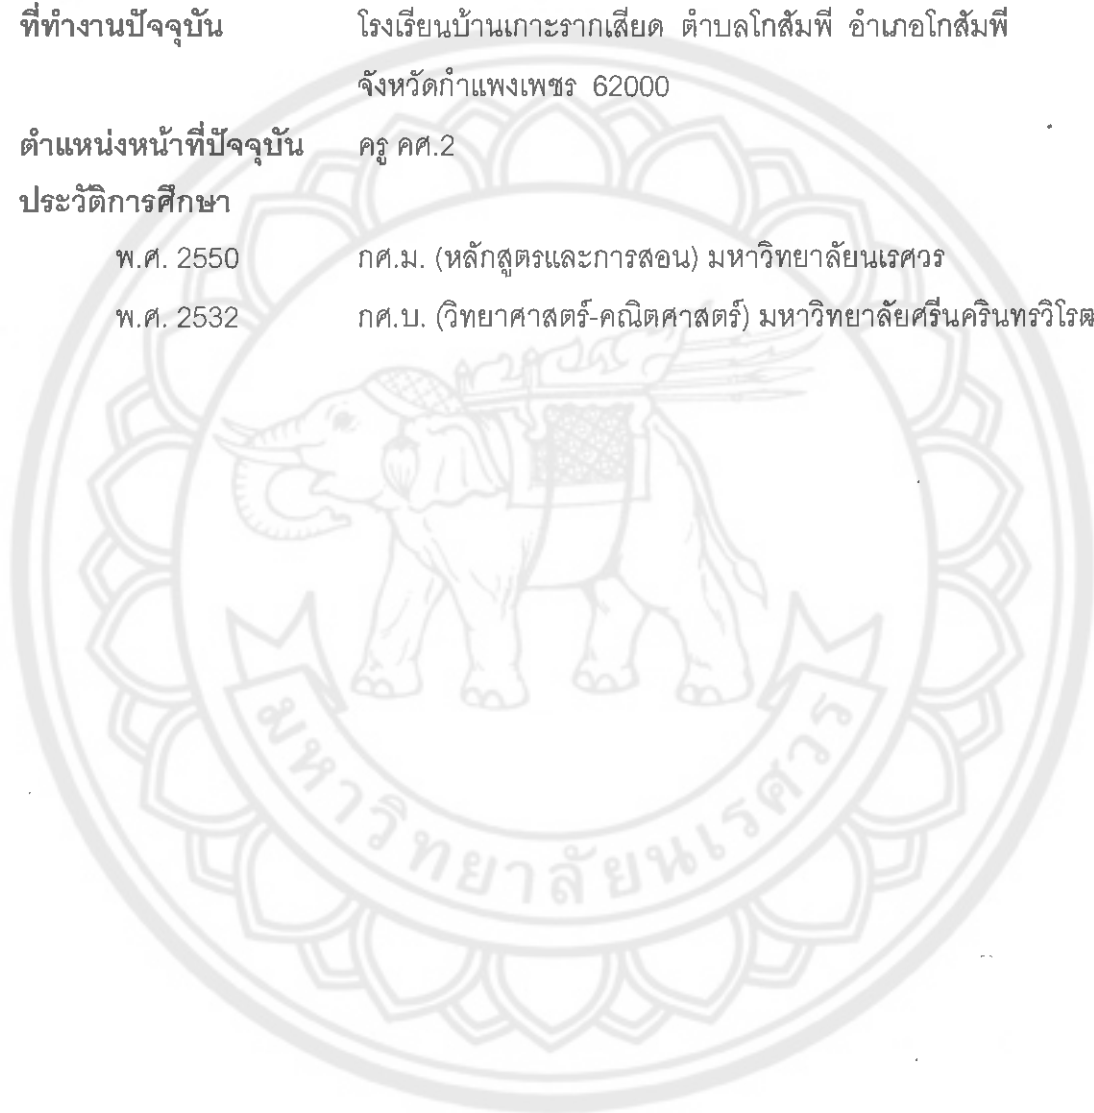 ที่ทำงานปัจจุบัน โรงเรียนบ้านเกาะรากเสียด ตำบลโกสัมพี อำเภอโกสัมพี
จังหวัดกำแพงเพชร 62000
ตำแหน่งหน้าที่ปัจจุบัน ครู คศ.2
ประวัติการศึกษา
พ.ศ. 2550 กศ.ม. (หลักสูตรและการสอน) มหาวิทยาลัยนเรศวร
พ.ศ. 2532 กศ.บ. (วิทยาศาสตร์-คณิตศาสตร์) มหาวิทยาลัยศรีนครินทรวิโรฒ
มหาวิทยาลัยนเรศวร